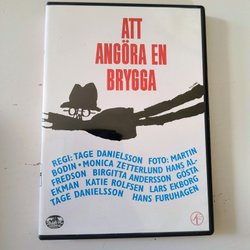 ATT
ANGÖRA EN
BRYGGA
REGI: TAGE DANIELSSON FOTO: MARTIN
BODIN • MONICA ZETTERLUND HANS AL-
FREDSON BIRGITTA ANDERSSON GÖSTA
EKMAN KATIE ROLFSEN LARS EKBORG
TAGE DANIELSSON HANS FURUHAGEN